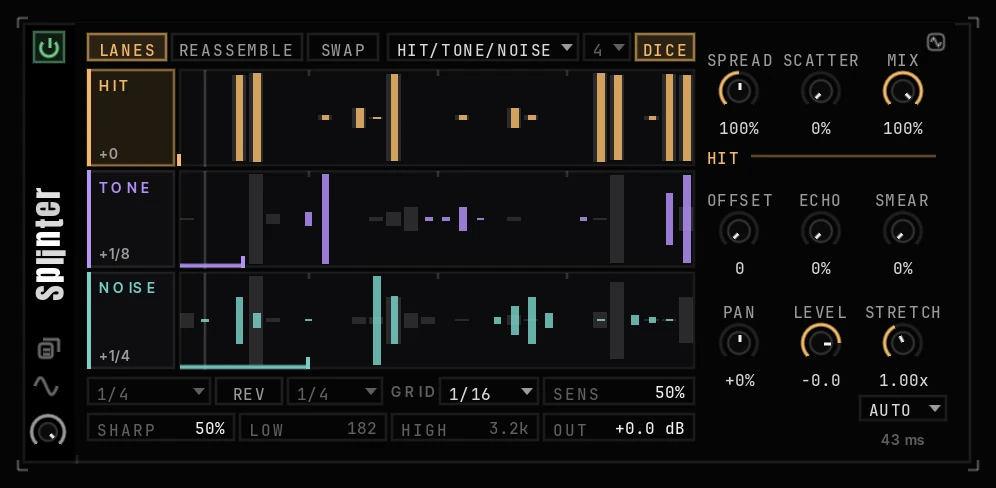 Splinter
LANES REASSEMBLE SWAP HIT/TONE/NOISE 4 DICE
HIT
+0
TONE
+1/8
NOISE
+1/4
1/4 REV 1/4 GRID 1/16 SENS 50%
SHARP 50% LOW 182 HIGH 3.2k OUT +0.0 dB
SPREAD SCATTER MIX
100% 0% 100%
HIT
OFFSET ECHO SMEAR
0 0% 0%
PAN LEVEL STRETCH
+0% -0.0 1.00x
AUTO
43 ms